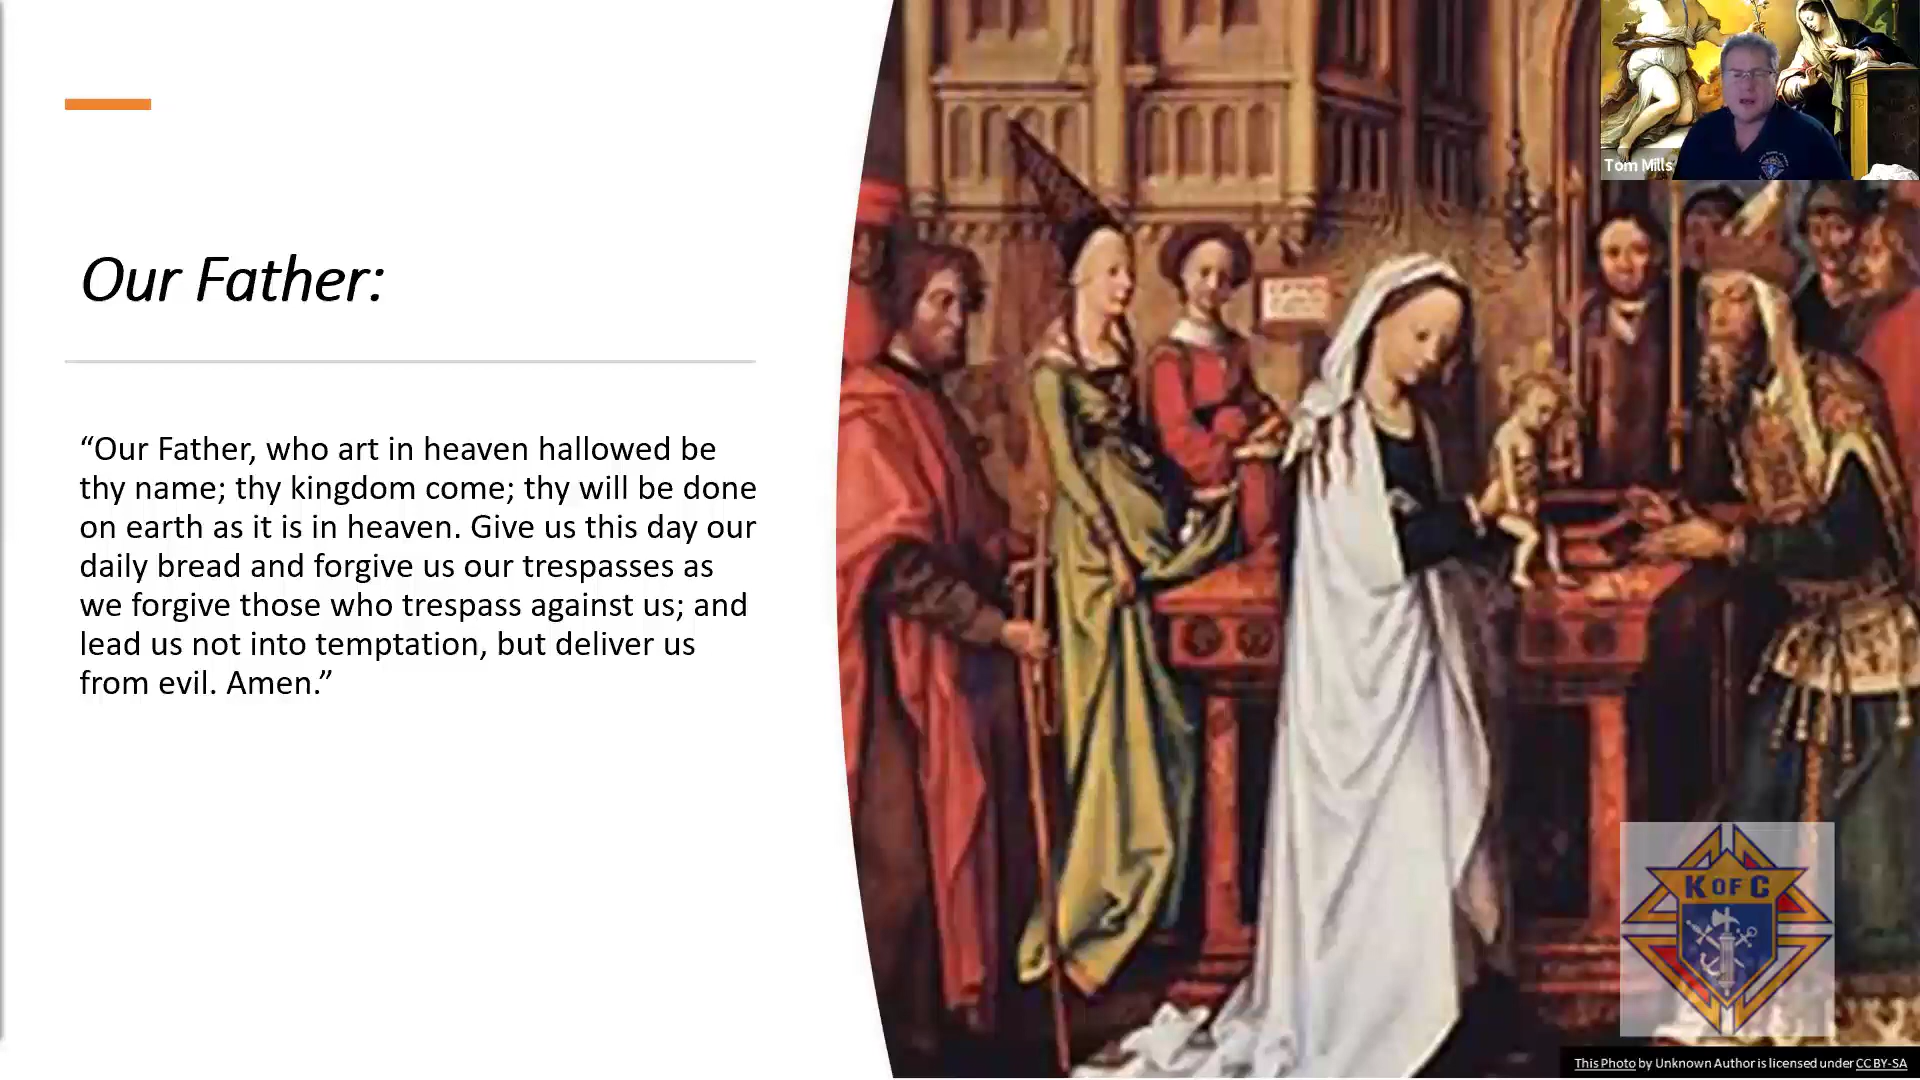 Our Father:
“Our Father, who art in heaven hallowed be
thy name; thy kingdom come; thy will be done
on earth as it is in heaven. Give us this day our
daily bread and forgive us our trespasses as
we forgive those who trespass against us; and
lead us not into temptation, but deliver us
from evil. Amen.”
Tom Mills
K OF C
This Photo by Unknown Author is licensed under CC BY-SA